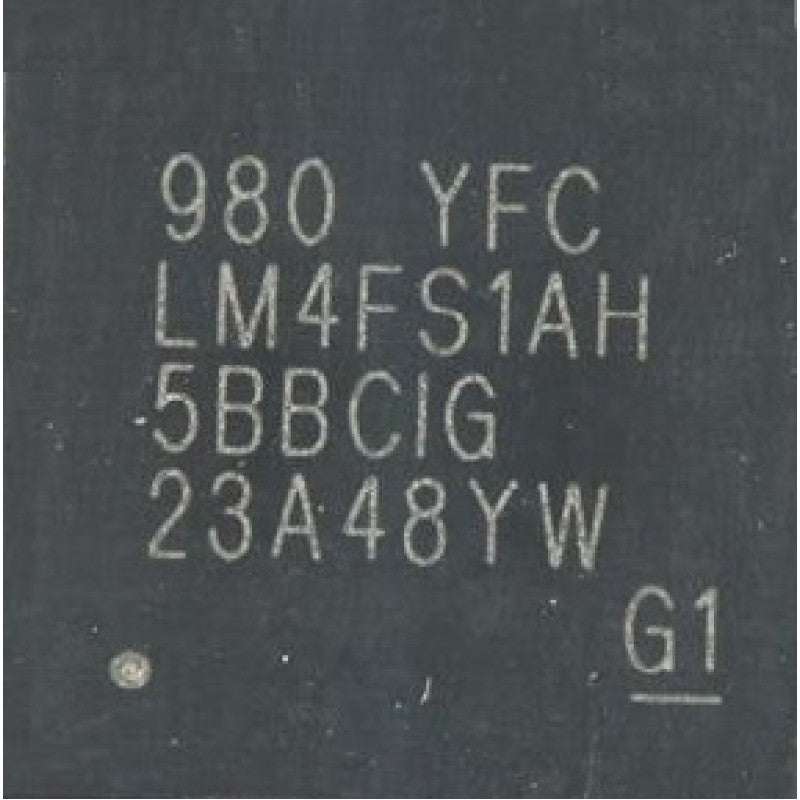 980 YFC
LM4FS1AH
5BBCIG
23A48YW
G1